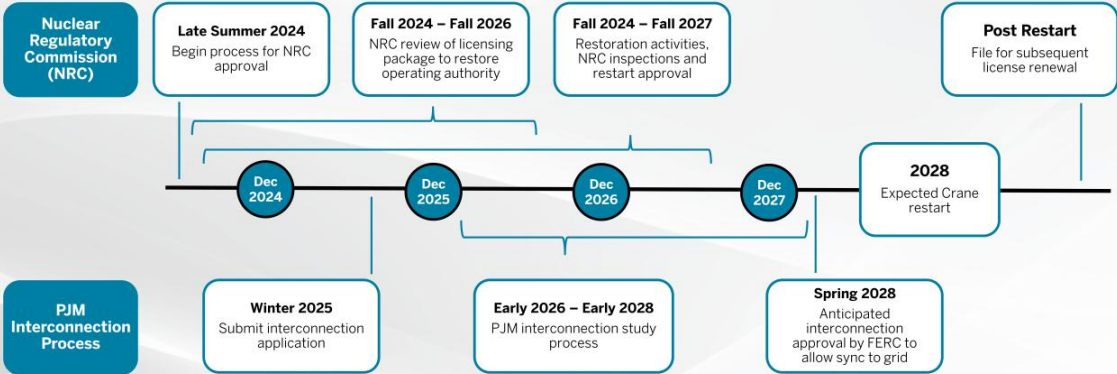 Nuclear
Regulatory
Commission
(NRC)
Late Summer 2024
Begin process for NRC
approval
Fall 2024 – Fall 2026
NRC review of licensing
package to restore
operating authority
Fall 2024 – Fall 2027
Restoration activities,
NRC inspections and
restart approval
Post Restart
File for subsequent
license renewal
Dec
2024
Dec
2025
Dec
2026
Dec
2027
2028
Expected Crane
restart
PJM
Interconnection
Process
Winter 2025
Submit interconnection
application
Early 2026 – Early 2028
PJM interconnection study
process
Spring 2028
Anticipated
interconnection
approval by FERC to
allow sync to grid